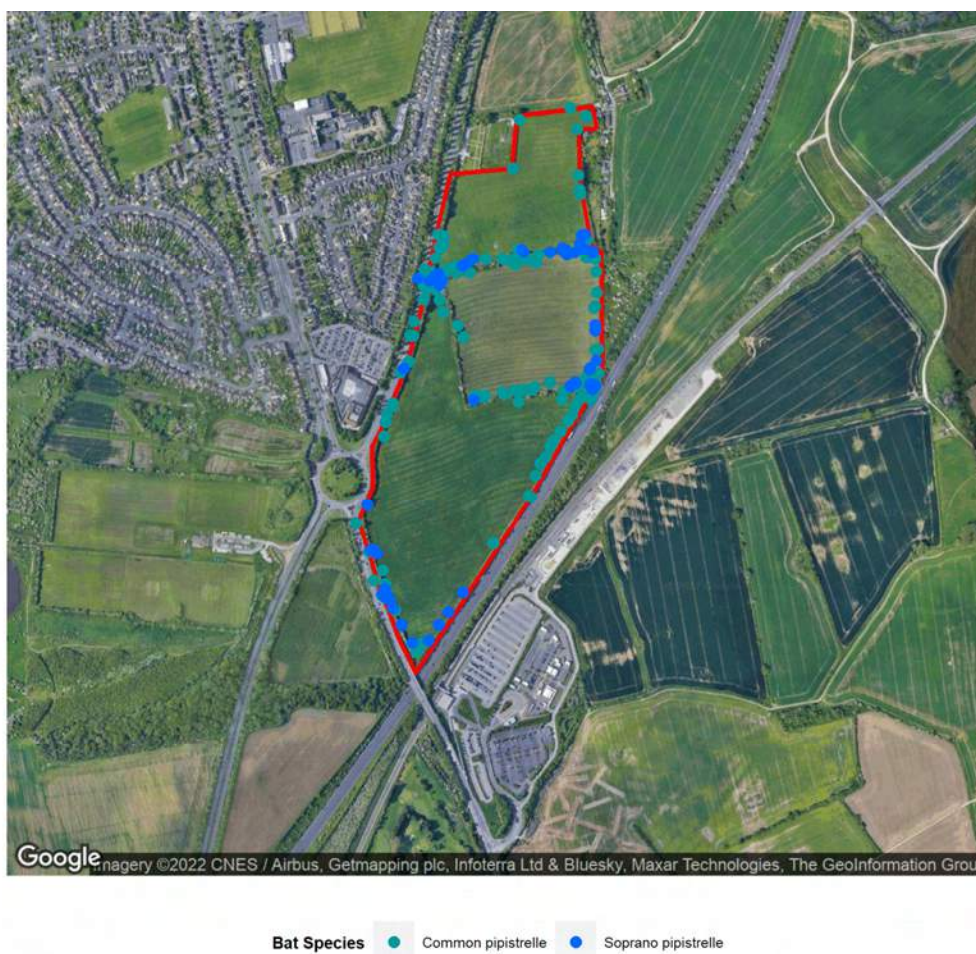 Google
Imagery ©2022 CNES / Airbus, Getmapping plc, Infoterra Ltd & Bluesky, Maxar Technologies, The GeoInformation Grou
Bat Species Common pipistrelle Soprano pipistrelle